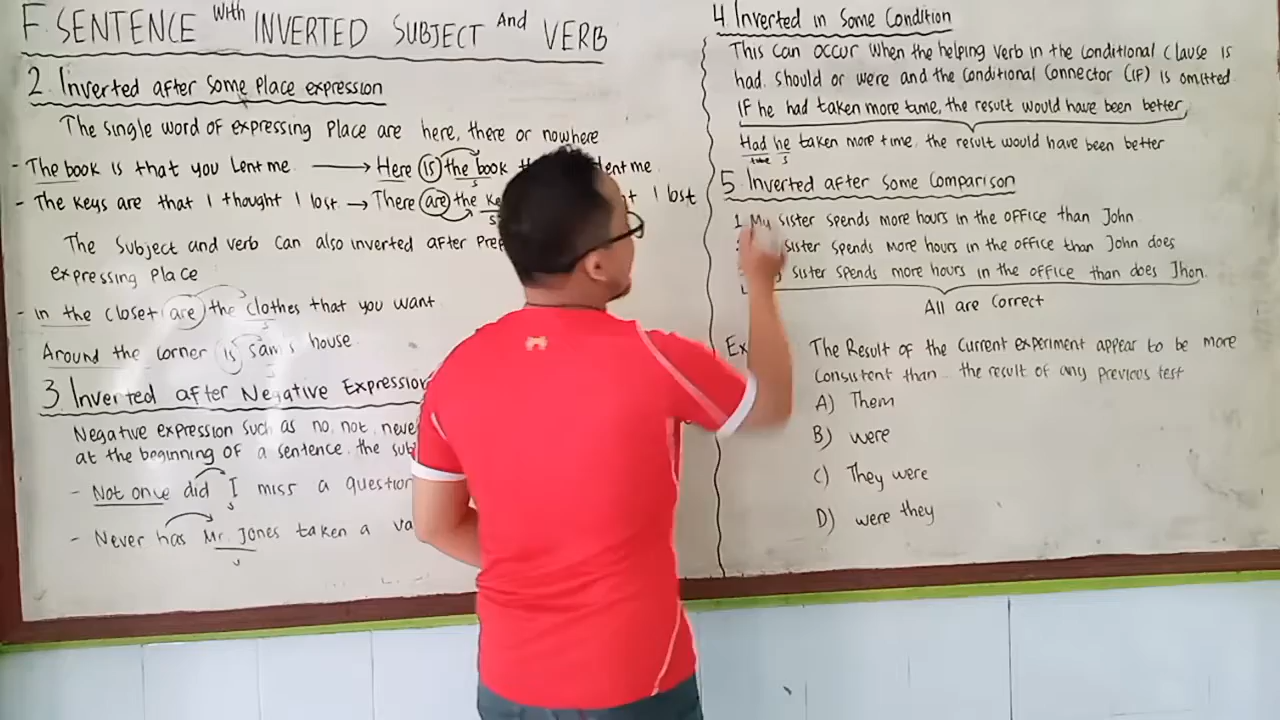 F. SENTENCE With INVERTED SUBJECT And VERB
2. Inverted after Some Place expression
The single word of expressing Place are here, there or nowhere
- The book is that you Lent me. → Here is the book lent me.
S
- The keys are that I thought I lost → There are the I lost
S
The Subject and verb can also inverted after
expressing Place
- in the closet are the clothes that you want
S
Around the corner is Sam's house.
S
3. Inverted after Negative Expression
Negative expression such as no, not,
at the beginning of a sentence. the
- Not once did I miss a question
S
- Never has Mr. Jones taken a
4. Inverted in Some Condition
This can occur when the helping verb in the conditional clause is
had, should or were and the conditional Connector (IF) is omitted
IF he had taken more time, the result would have been better,
Had he taken more time, the result would have been better
S
5. Inverted after Some Comparison
1. My sister spends more hours in the office than John
sister spends more hours in the office than John does
sister spends more hours in the office than does Jhon.
All are correct
Ex
The Result of the current experiment appear to be more
consistent than... the result of any previous test
A) Them
B) were
C) They were
D) were they